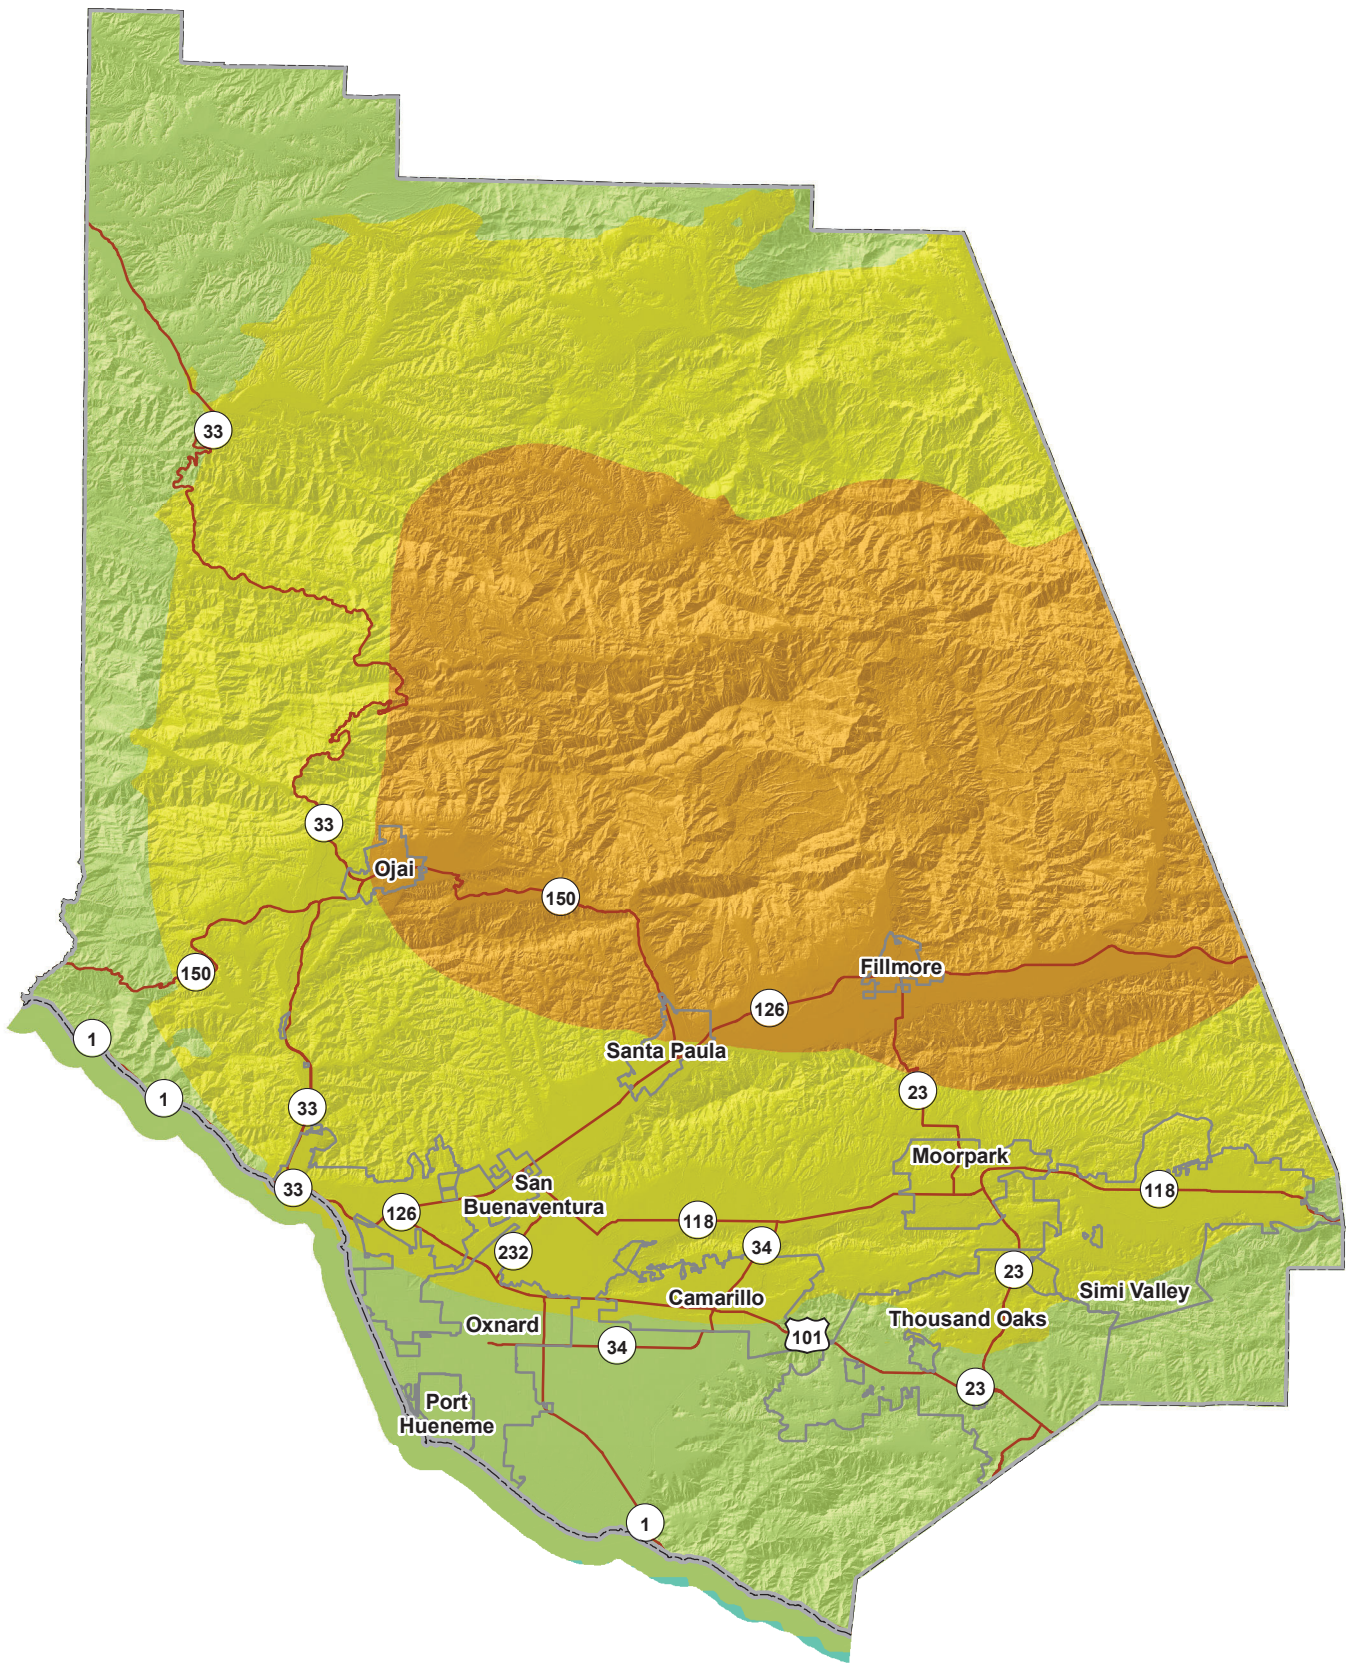 33
33
Ojai
150
150
Fillmore
126
1
Santa Paula
23
1
33
Moorpark
33
118
San
Buenaventura
126
118
232
34
23
Simi Valley
Camarillo
Thousand Oaks
Oxnard
101
34
23
Port
Hueneme
1